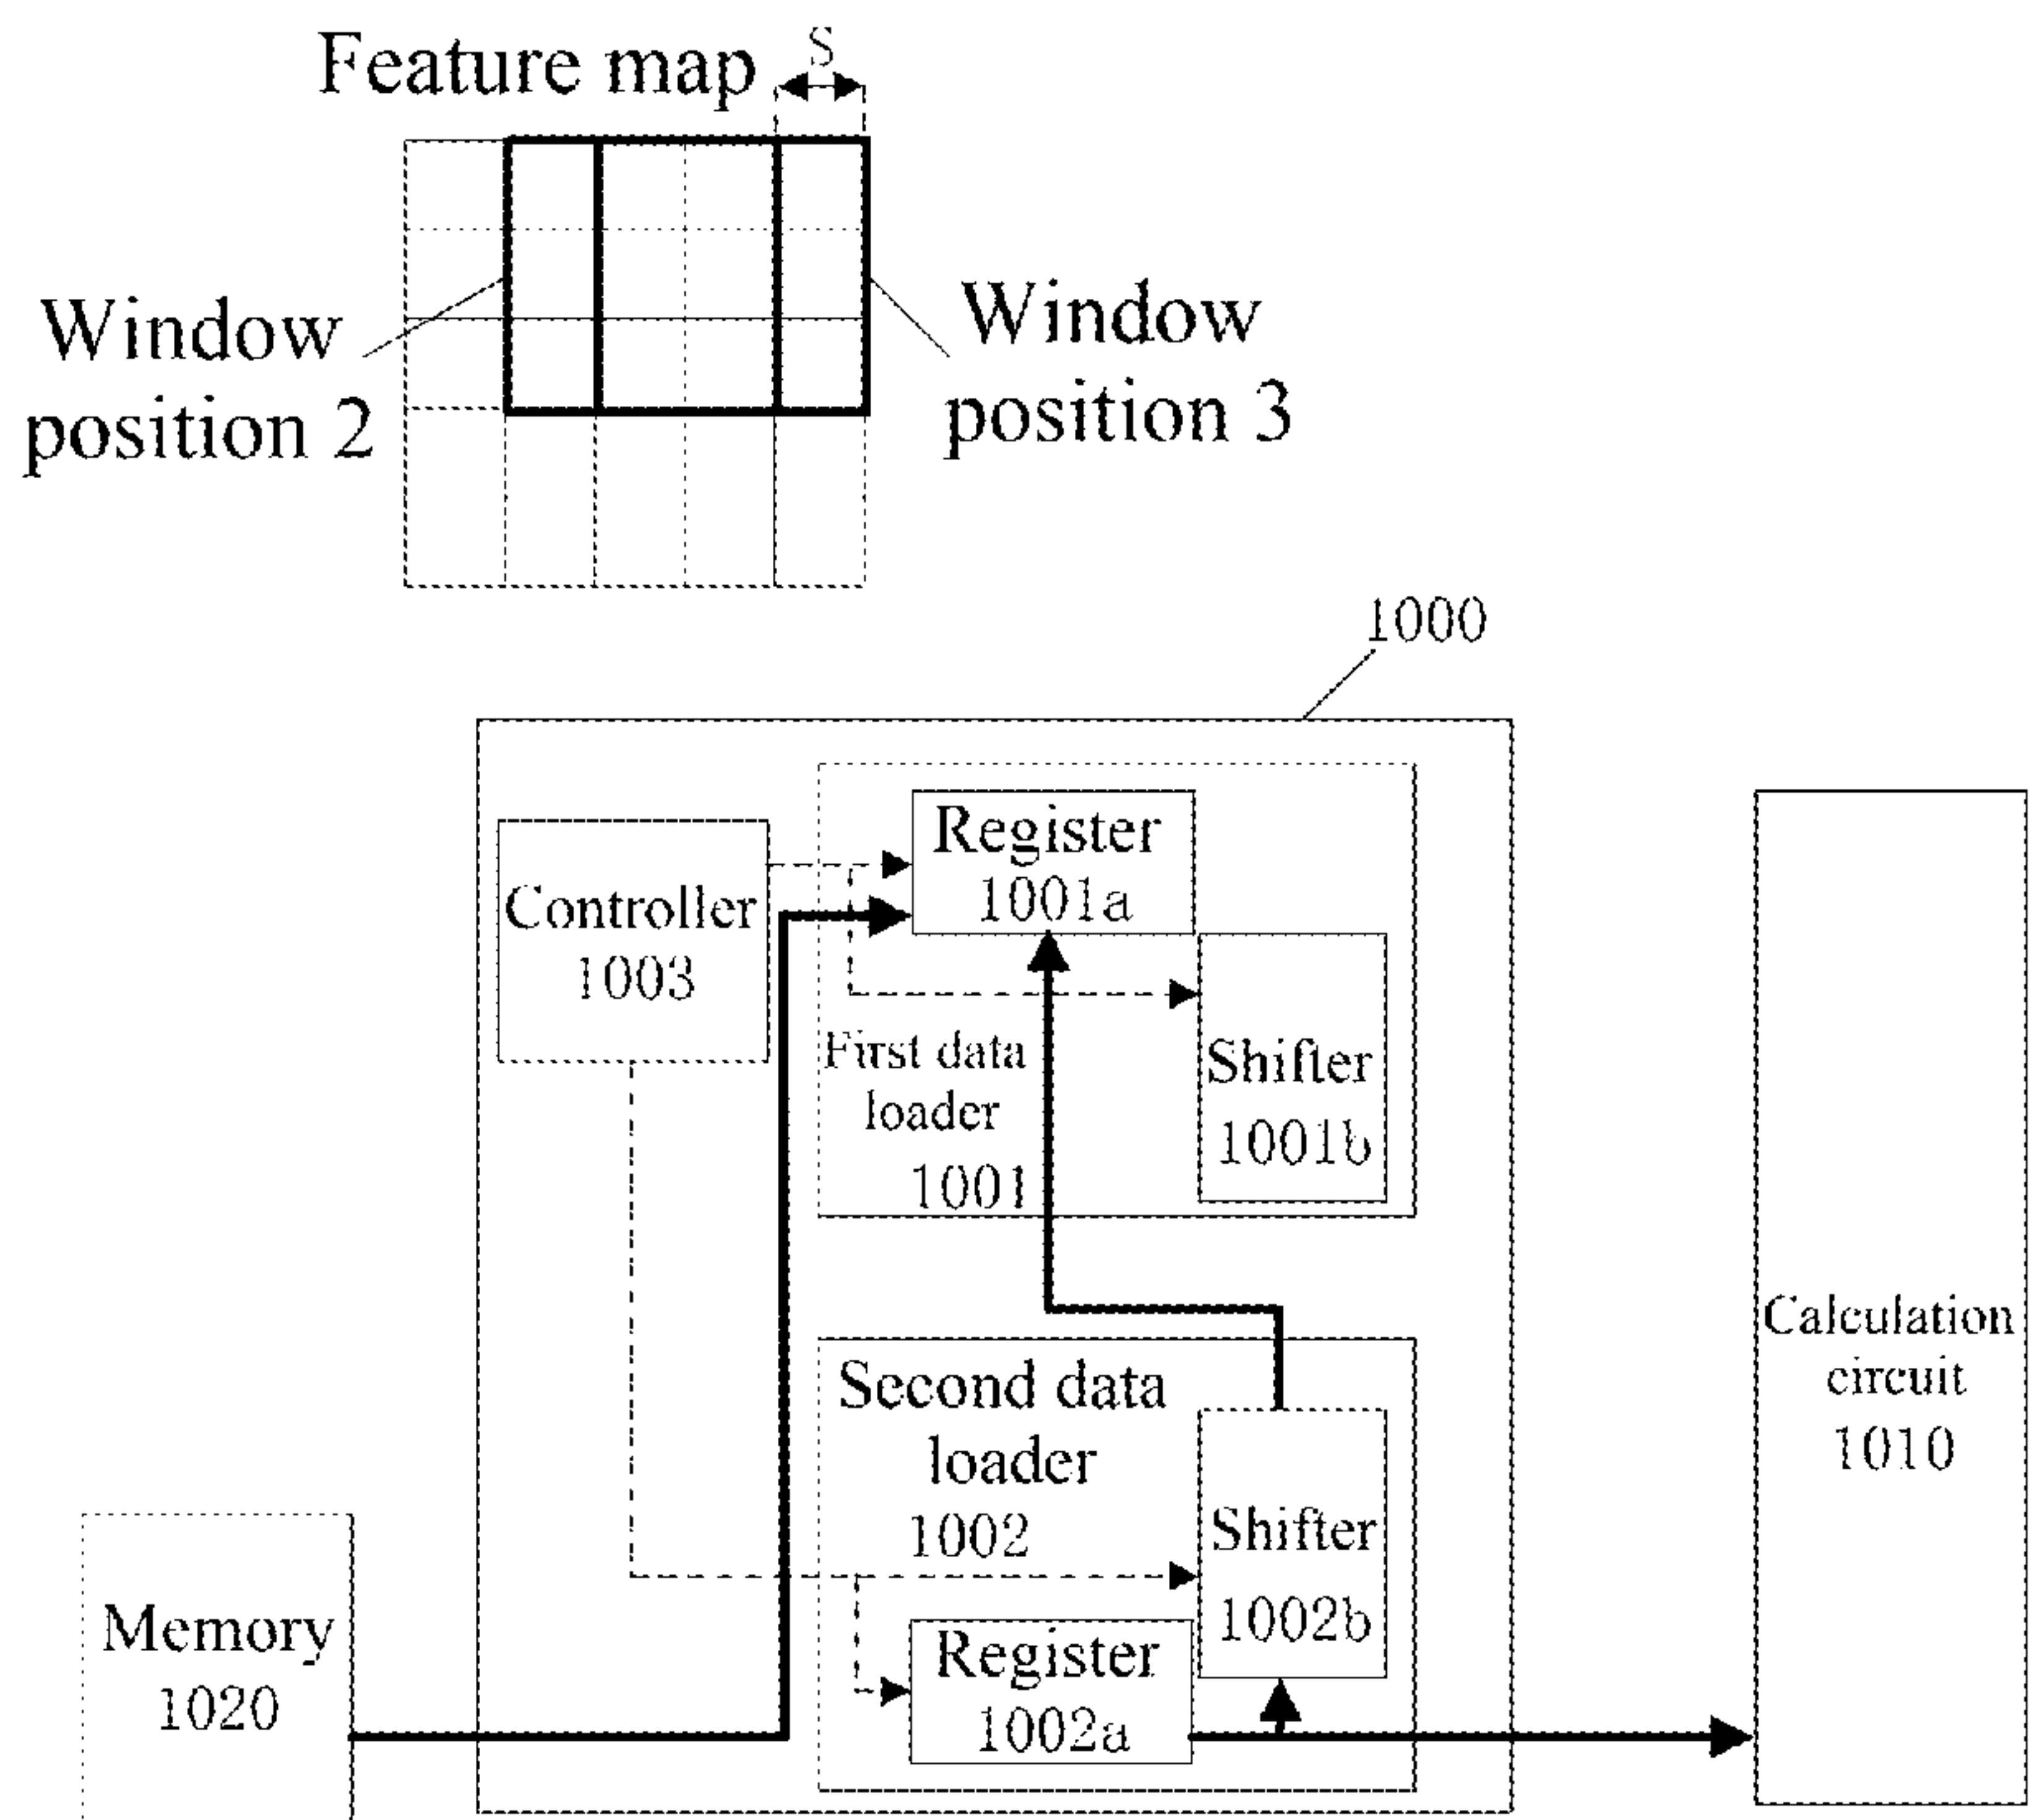 Feature map
S
Window
position 2
Window
position 3
1000
Controller
1003
Register
1001a
First data
loader
1001
Shifter
1001b
Second data
loader
1002
Shifter
1002b
Register
1002a
Memory
1020
Calculation
circuit
1010